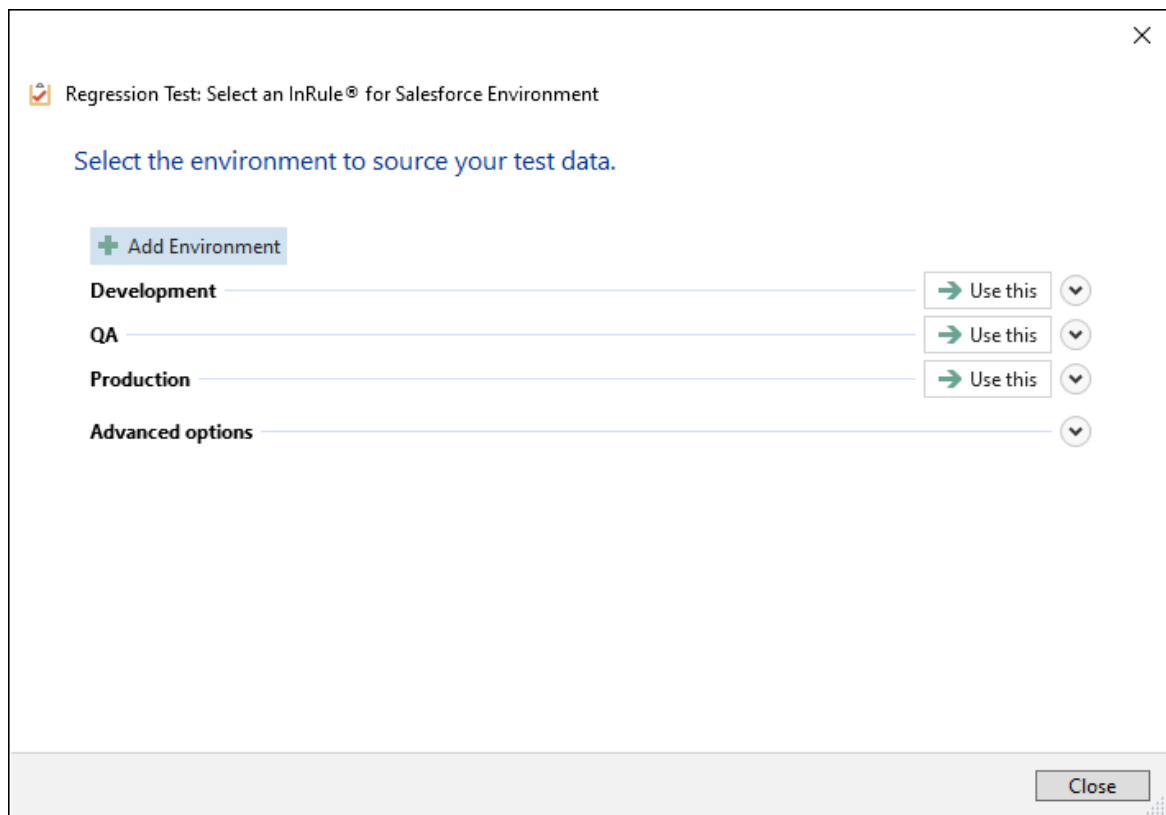 Regression Test: Select an InRule® for Salesforce Environment
Select the environment to source your test data.
Add Environment
Development Use this
QA Use this
Production Use this
Advanced options
Close